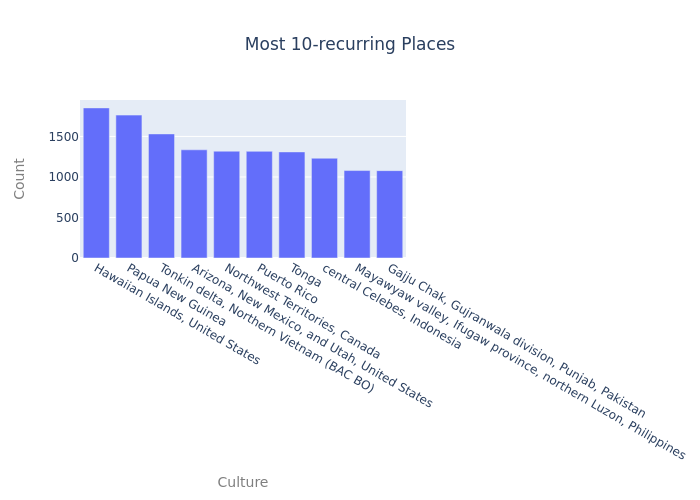 Most 10-recurring Places
Count
1500
1000
500
0
Hawaiian Islands, United States
Papua New Guinea
Tonkin delta, Northern Vietnam (BAC BO)
Arizona, New Mexico, and Utah, United States
Northwest Territories, Canada
Puerto Rico
Tonga
central Celebes, Indonesia
Mayawyaw valley, Ifugaw province, northern Luzon, Philippines
Gajju Chak, Gujranwala division, Punjab, Pakistan
Culture